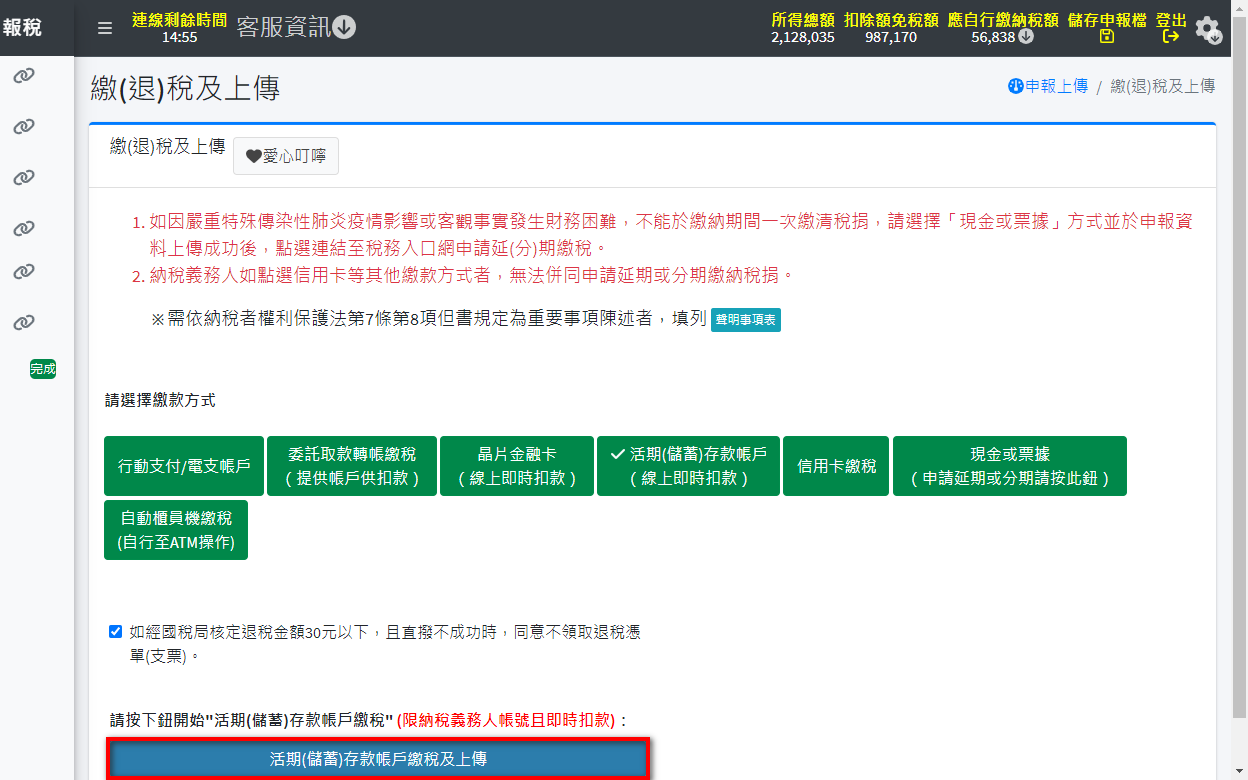 報稅
連線剩餘時間
14:55
客服資訊
所得總額
2,128,035
扣除額免稅額
987,170
應自行繳納稅額
56,838
儲存申報檔
登出
繳(退)稅及上傳
申報上傳 / 繳(退)稅及上傳
繳(退)稅及上傳
愛心叮嚀
1. 如因嚴重特殊傳染性肺炎疫情影響或客觀事實發生財務困難，不能於繳納期間一次繳清稅捐，請選擇「現金或票據」方式並於申報資
料上傳成功後，點選連結至稅務入口網申請延(分)期繳稅。
2. 納稅義務人如點選信用卡等其他繳款方式者，無法併同申請延期或分期繳納稅捐。
※需依納稅者權利保護法第7條第8項但書規定為重要事項陳述者，填列 聲明事項表
完成
請選擇繳款方式
行動支付/電支帳戶
委託取款轉帳繳稅
（提供帳戶供扣款）
晶片金融卡
（線上即時扣款）
活期(儲蓄)存款帳戶
（線上即時扣款）
信用卡繳稅
現金或票據
（申請延期或分期請按此鈕）
自動櫃員機繳稅
(自行至ATM操作)
如經國稅局核定退稅金額30元以下，且直撥不成功時，同意不領取退稅憑
單(支票)。
請按下鈕開始"活期(儲蓄)存款帳戶繳稅" (限納稅義務人帳號且即時扣款)：
活期(儲蓄)存款帳戶繳稅及上傳